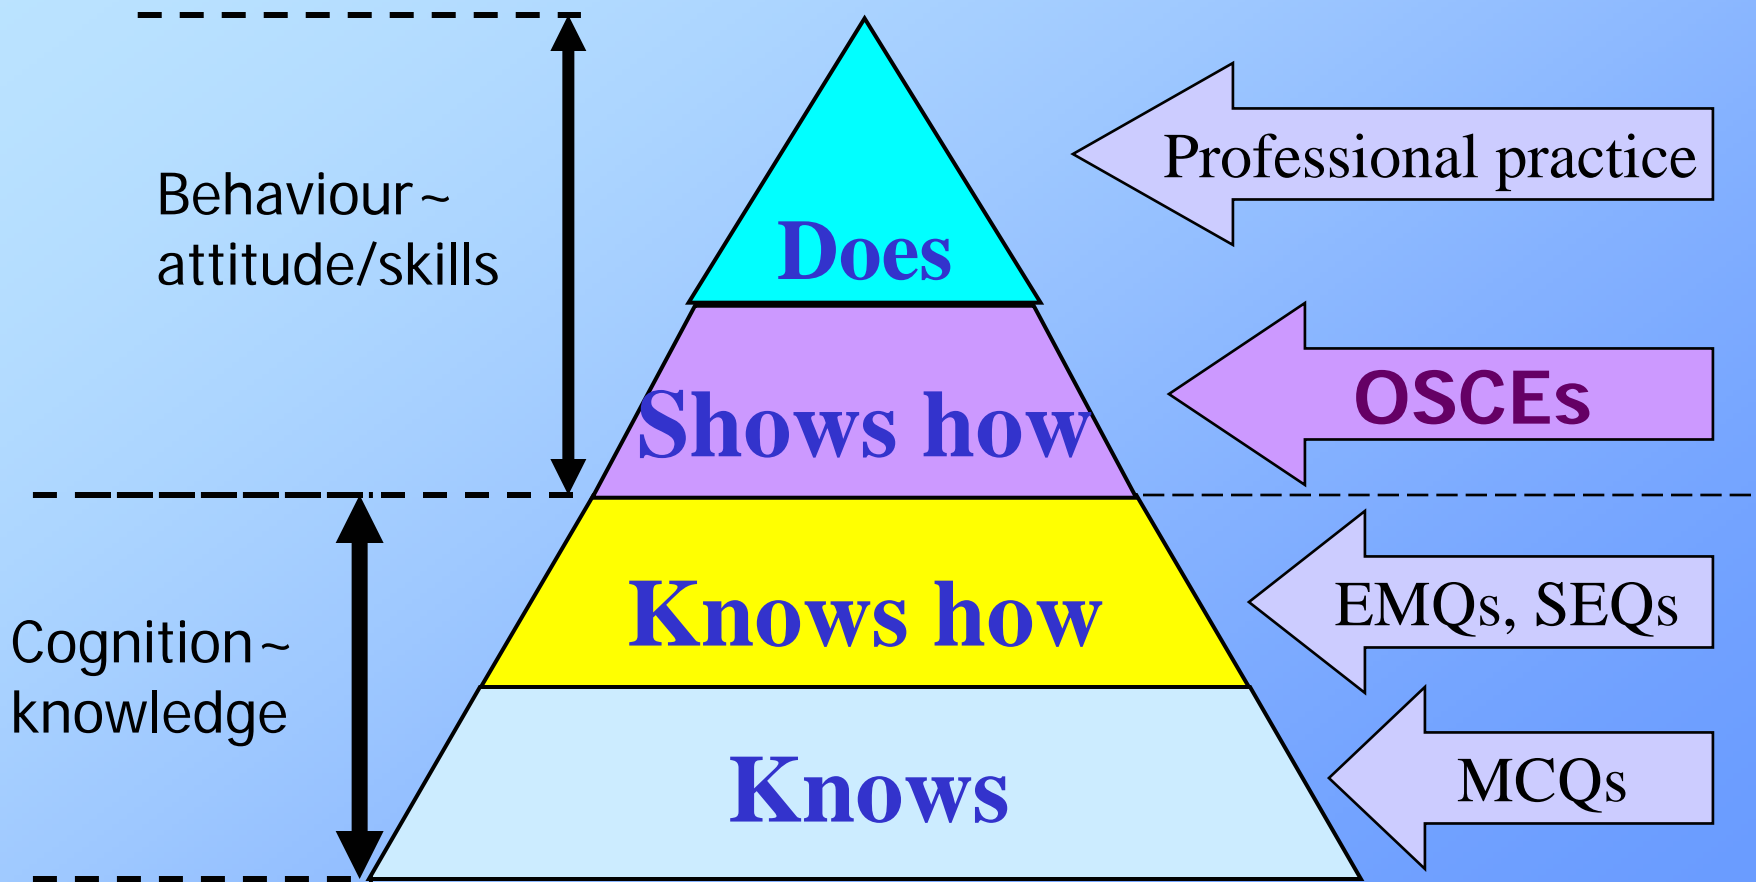 Professional practice
Behaviour~
attitude/skills
Does
OSCEs
Shows how
EMQs, SEQs
Knows how
Cognition~
knowledge
MCQs
Knows